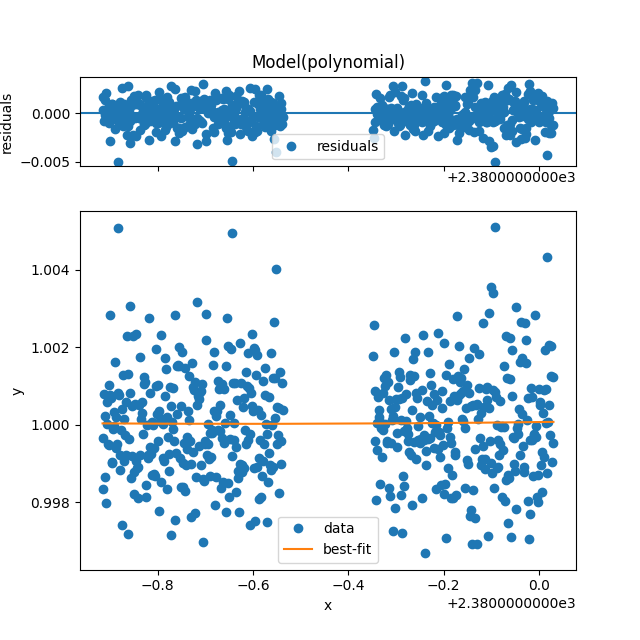 Model(polynomial)
0.000
−0.005
residuals
residuals
+2.3800000000e3
1.004
1.002
1.000
0.998
y
data
best-fit
−0.8
−0.6
−0.4
−0.2
0.0
x
+2.3800000000e3